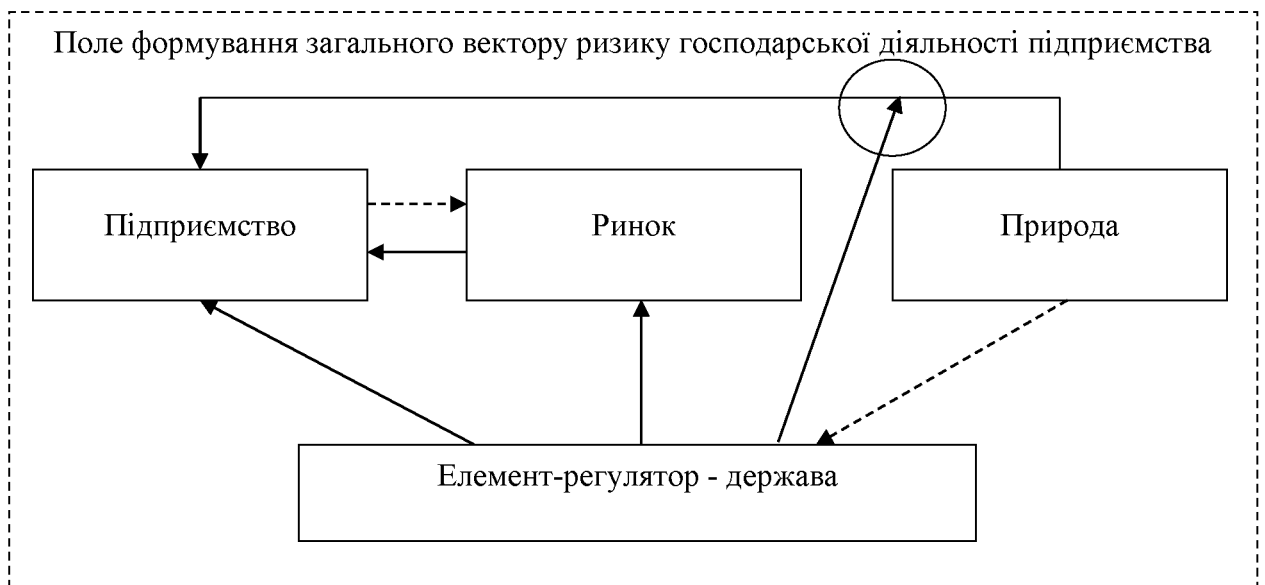 Поле формування загального вектору ризику господарської діяльності підприємства
Підприємство
Ринок
Природа
Елемент-регулятор - держава